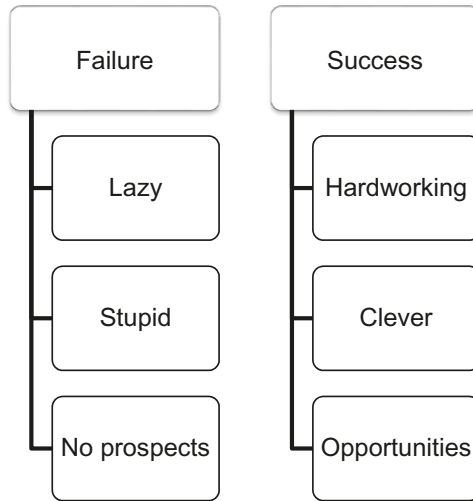 Failure
Lazy
Stupid
No prospects
Success
Hardworking
Clever
Opportunities